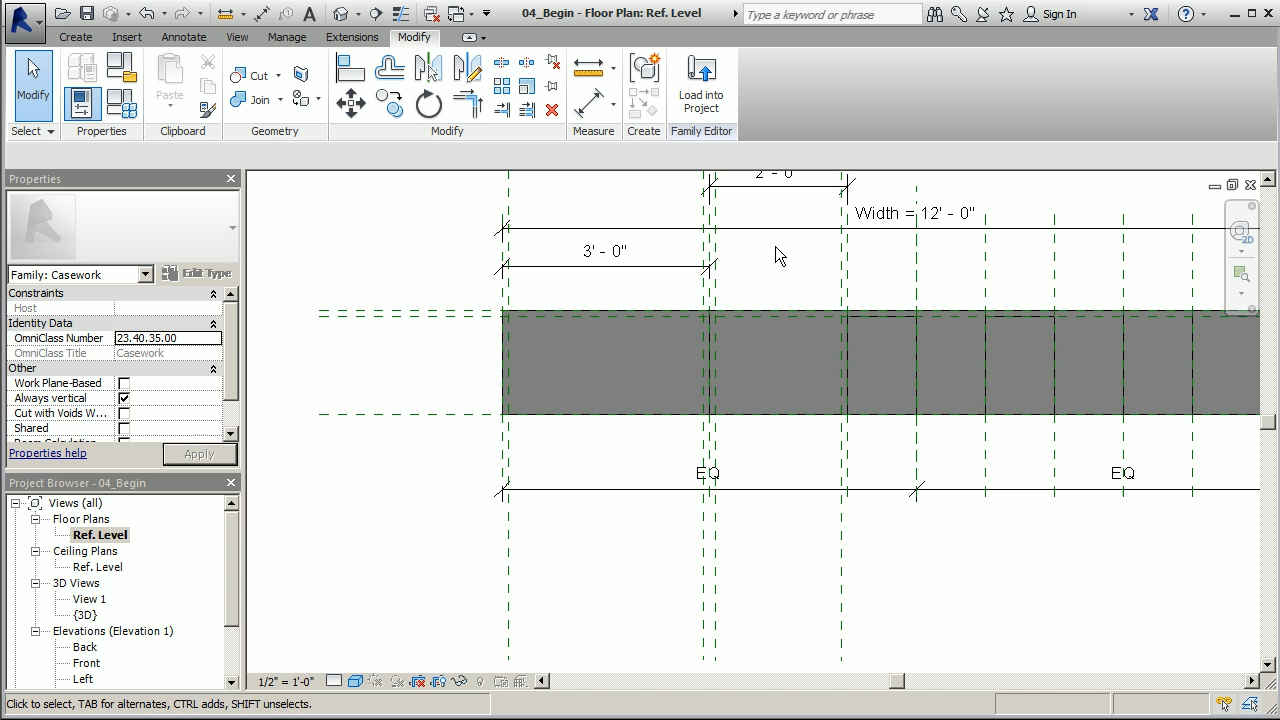 04_Begin - Floor Plan: Ref. Level
Type a keyword or phrase
Sign In
Create
Insert
Annotate
View
Manage
Extensions
Modify
Modify
Paste
Cut
Join
Load into
Project
Select
Properties
Clipboard
Geometry
Modify
Measure
Create
Family Editor
Properties
Family: Casework
Edit Type
Constraints
Host
Identity Data
OmniClass Number
23.40.35.00
OmniClass Title
Casework
Other
Work Plane-Based
Always vertical
Cut with Voids W...
Shared
Properties help
Apply
Project Browser - 04_Begin
Views (all)
Floor Plans
Ref. Level
Ceiling Plans
Ref. Level
3D Views
View 1
{3D}
Elevations (Elevation 1)
Back
Front
Left
Width = 12' - 0"
3' - 0"
EQ
EQ
2D
1/2" = 1'-0"
Click to select, TAB for alternates, CTRL adds, SHIFT unselects.